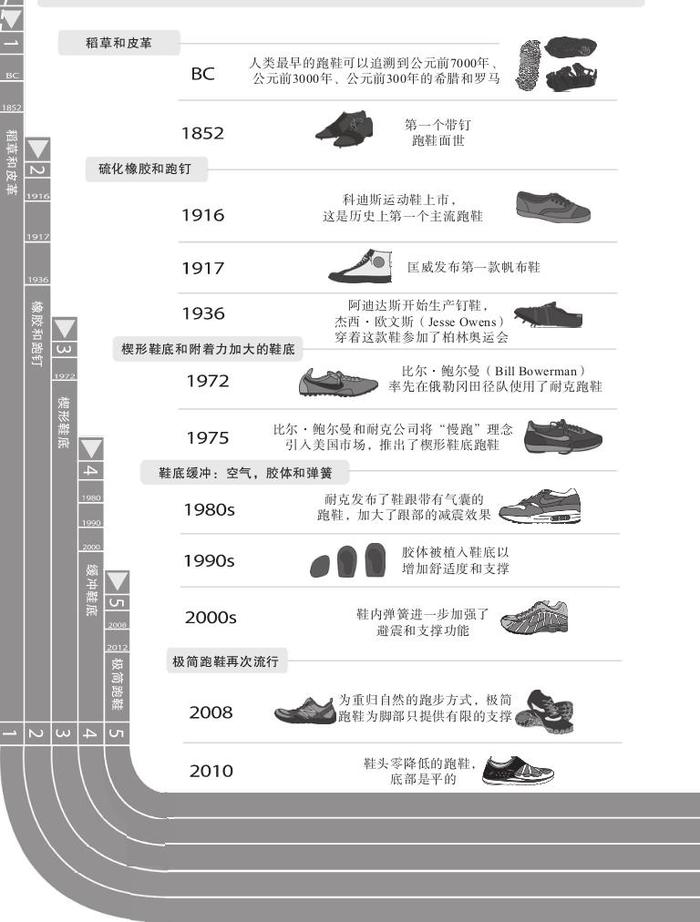 稻草和皮革
BC
人类最早的跑鞋可以追溯到公元前7000年、
公元前3000年、公元前300年的希腊和罗马
1852
第一个带钉
跑鞋面世
硫化橡胶和跑钉
1916
科迪斯运动鞋上市，
这是历史上第一个主流跑鞋
1917
匡威发布第一款帆布鞋
1936
阿迪达斯开始生产钉鞋，
杰西·欧文斯（Jesse Owens）
穿着这款鞋参加了柏林奥运会
楔形鞋底和附着力加大的鞋底
1972
比尔·鲍尔曼（Bill Bowerman）
率先在俄勒冈田径队使用了耐克跑鞋
1975
比尔·鲍尔曼和耐克公司将“慢跑”理念
引入美国市场，推出了楔形鞋底跑鞋
鞋底缓冲：空气，胶体和弹簧
1980s
耐克发布了鞋跟带有气囊的
跑鞋，加大了跟部的减震效果
1990s
胶体被植入鞋底以
增加舒适度和支撑
2000s
鞋内弹簧进一步加强了
避震和支撑功能
极简跑鞋再次流行
2008
为重归自然的跑步方式，极简
跑鞋为脚部只提供有限的支撑
2010
鞋头零降低的跑鞋，
底部是平的
1
BC
1852
稻草和皮革
1
2
1916
1917
1936
橡胶和跑钉
2
3
1972
楔形鞋底
3
4
1980
1990
2000
缓冲鞋底
4
5
2008
2012
极简跑鞋
5